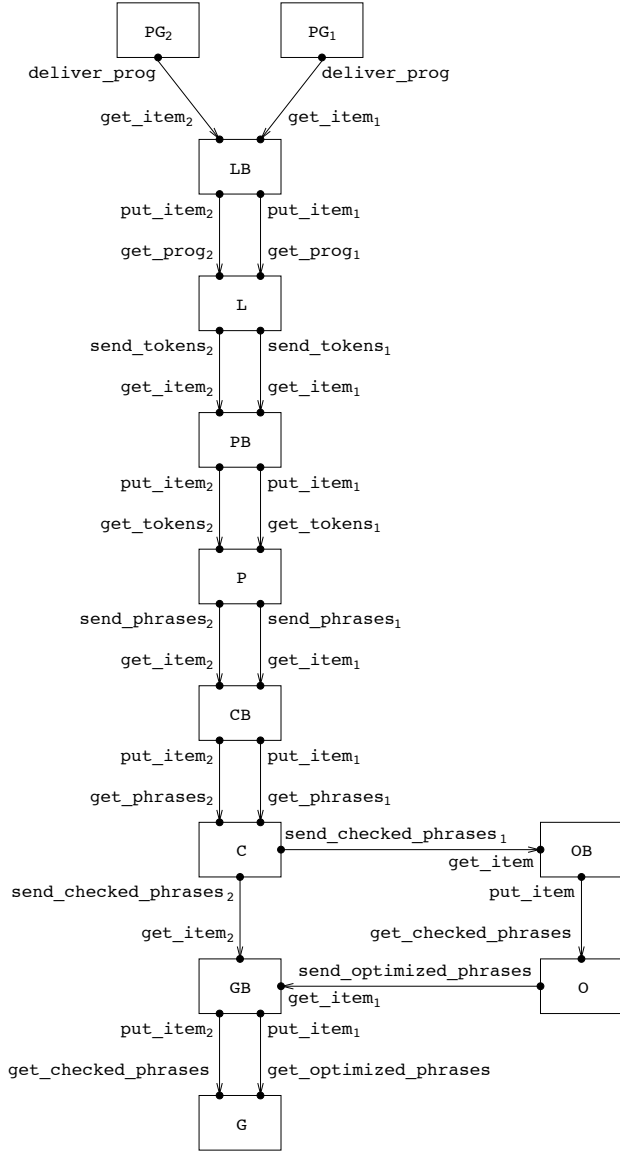 PG₂ PG₁
deliver_prog deliver_prog
get_item₂ get_item₁
LB
put_item₂ put_item₁
get_prog₂ get_prog₁
L
send_tokens₂ send_tokens₁
get_item₂ get_item₁
PB
put_item₂ put_item₁
get_tokens₂ get_tokens₁
P
send_phrases₂ send_phrases₁
get_item₂ get_item₁
CB
put_item₂ put_item₁
get_phrases₂ get_phrases₁
send_checked_phrases₁
C OB
get_item
send_checked_phrases₂ put_item
get_item₂ get_checked_phrases
send_optimized_phrases
GB O
get_item₁
put_item₂ put_item₁
get_checked_phrases get_optimized_phrases
G